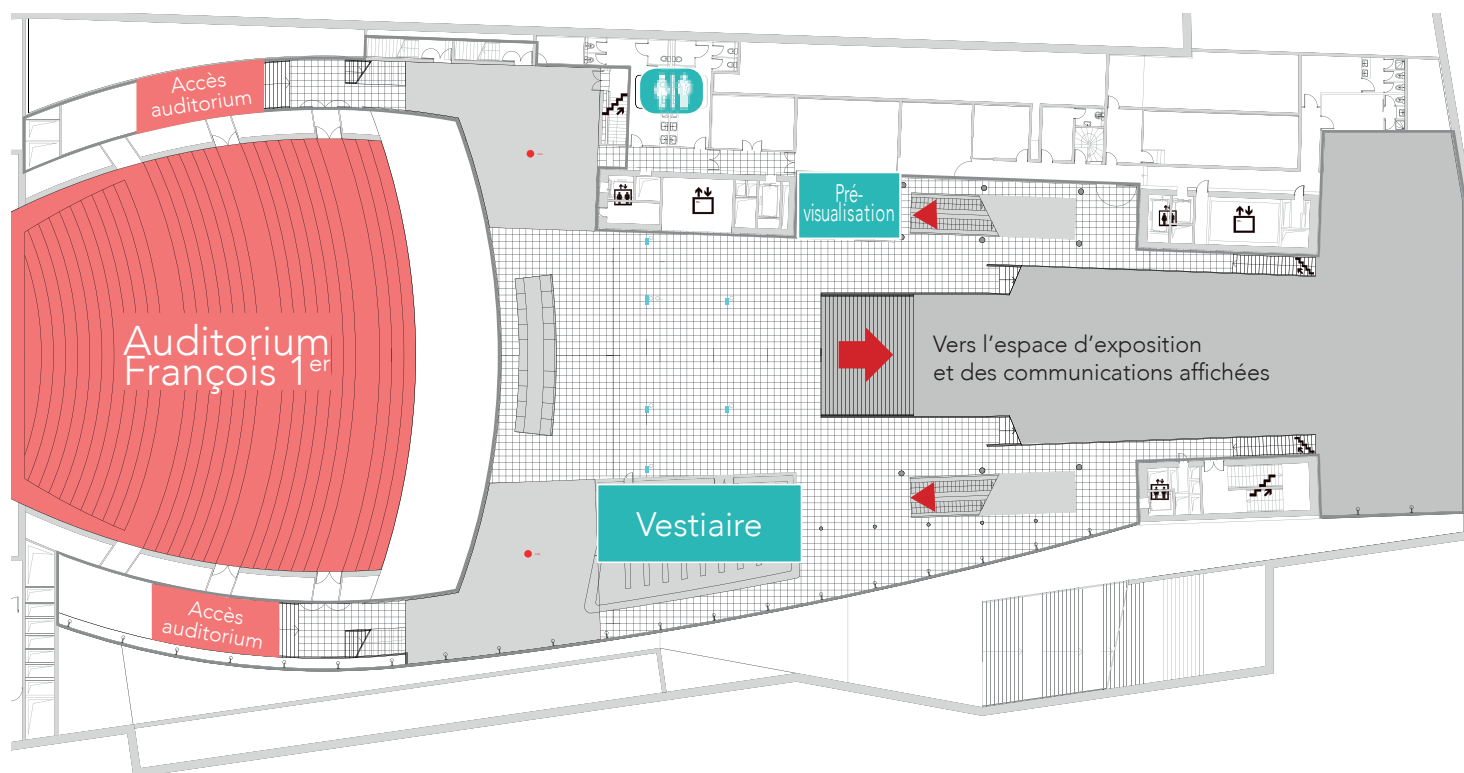 Accès
auditorium
Pré-
visualisation
Auditorium
François 1er
Vers l'espace d'exposition
et des communications affichées
Vestiaire
Accès
auditorium